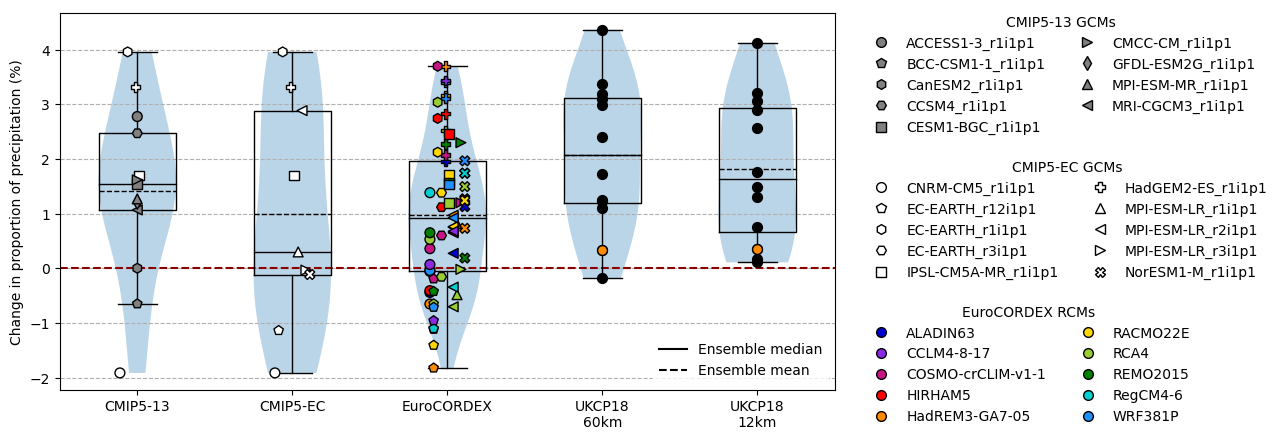 Change in proportion of precipitation (%)
4
3
2
1
0
−1
−2
CMIP5-13
CMIP5-EC
EuroCORDEX
UKCP18
60km
UKCP18
12km
Ensemble median
Ensemble mean
CMIP5-13 GCMs
ACCESS1-3_r1i1p1
BCC-CSM1-1_r1i1p1
CanESM2_r1i1p1
CCSM4_r1i1p1
CESM1-BGC_r1i1p1
CMCC-CM_r1i1p1
GFDL-ESM2G_r1i1p1
MPI-ESM-MR_r1i1p1
MRI-CGCM3_r1i1p1
CMIP5-EC GCMs
CNRM-CM5_r1i1p1
EC-EARTH_r12i1p1
EC-EARTH_r1i1p1
EC-EARTH_r3i1p1
IPSL-CM5A-MR_r1i1p1
HadGEM2-ES_r1i1p1
MPI-ESM-LR_r1i1p1
MPI-ESM-LR_r2i1p1
MPI-ESM-LR_r3i1p1
NorESM1-M_r1i1p1
EuroCORDEX RCMs
ALADIN63
CCLM4-8-17
COSMO-crCLIM-v1-1
HIRHAM5
HadREM3-GA7-05
RACMO22E
RCA4
REMO2015
RegCM4-6
WRF381P